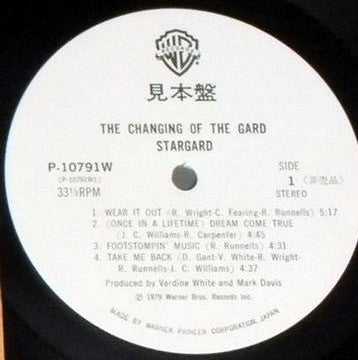 見本盤
THE CHANGING OF THE GARD
STARGARD
P-10791W
(P-10791W1)
33⅓RPM
SIDE
1 (非売品)
STEREO
1. WEAR IT OUT (R. Wright-C. Fearing-R. Runnells) 5:17
2. (ONCE IN A LIFETIME) DREAM COME TRUE
(J. C. Williams-R. Carpenter) 4:45
3. FOOTSTOMPIN' MUSIC (R. Runnells) 4:31
4. TAKE ME BACK (D. Gant-V. White-R. Wright-
R. Runnells-J. C. Williams) 4:37
Produced by Verdine White and Mark Davis
Ⓟ 1979 Warner Bros. Records Inc.
MADE BY WARNER-PIONEER CORPORATION, JAPAN